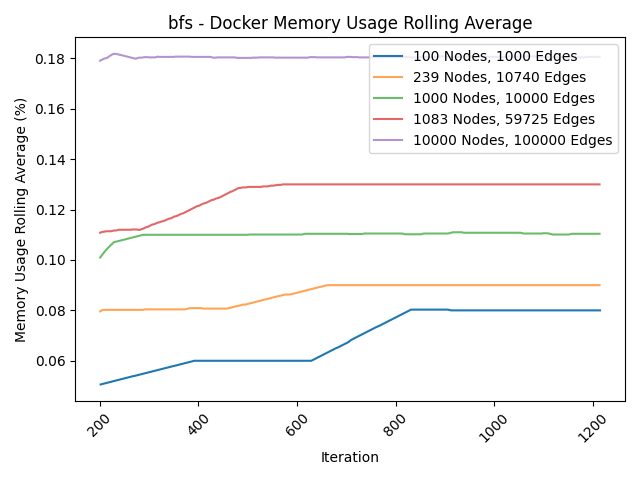 bfs - Docker Memory Usage Rolling Average
Memory Usage Rolling Average (%)
0.18
0.16
0.14
0.12
0.10
0.08
0.06
100 Nodes, 1000 Edges
239 Nodes, 10740 Edges
1000 Nodes, 10000 Edges
1083 Nodes, 59725 Edges
10000 Nodes, 100000 Edges
200
400
600
800
1000
1200
Iteration